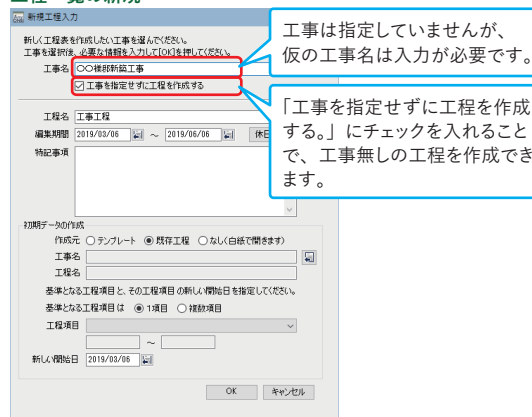 新規工程入力
新しく工程表を作成したい工事を選んでください。
工事を選択後、必要な情報を入力して[OK]を押してください。
工事名 〇〇様邸新築工事
工事を指定せずに工程を作成する
工程名 工事工程
編集期間 2019/03/06 ～ 2019/06/06
特記事項
初期データの作成
作成元 テンプレート 既存工程 なし(白紙で開きます)
工事名
工程名
基準となる工程項目と、その工程項目の新しい開始日を指定してください。
基準となる工程項目は 1項目 複数項目
工程項目
～
新しい開始日 2019/03/06
OK キャンセル
工事は指定していませんが、
仮の工事名は入力が必要です。
「工事を指定せずに工程を作成
する。」にチェックを入れること
で、工事無しの工程を作成でき
ます。